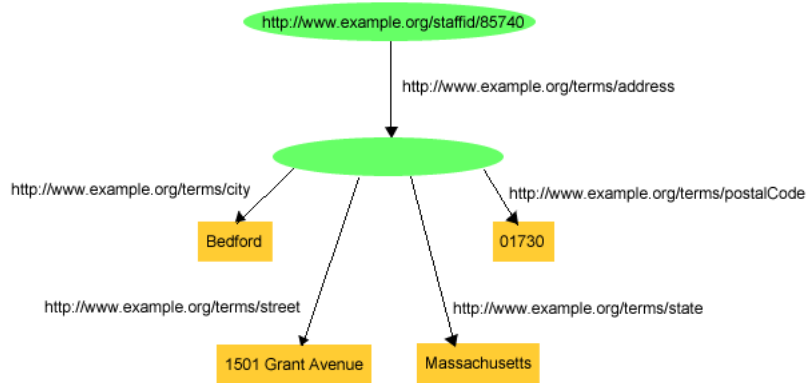 http://www.example.org/staffid/85740
http://www.example.org/terms/address
http://www.example.org/terms/city
http://www.example.org/terms/postalCode
Bedford
01730
http://www.example.org/terms/street
http://www.example.org/terms/state
1501 Grant Avenue
Massachusetts